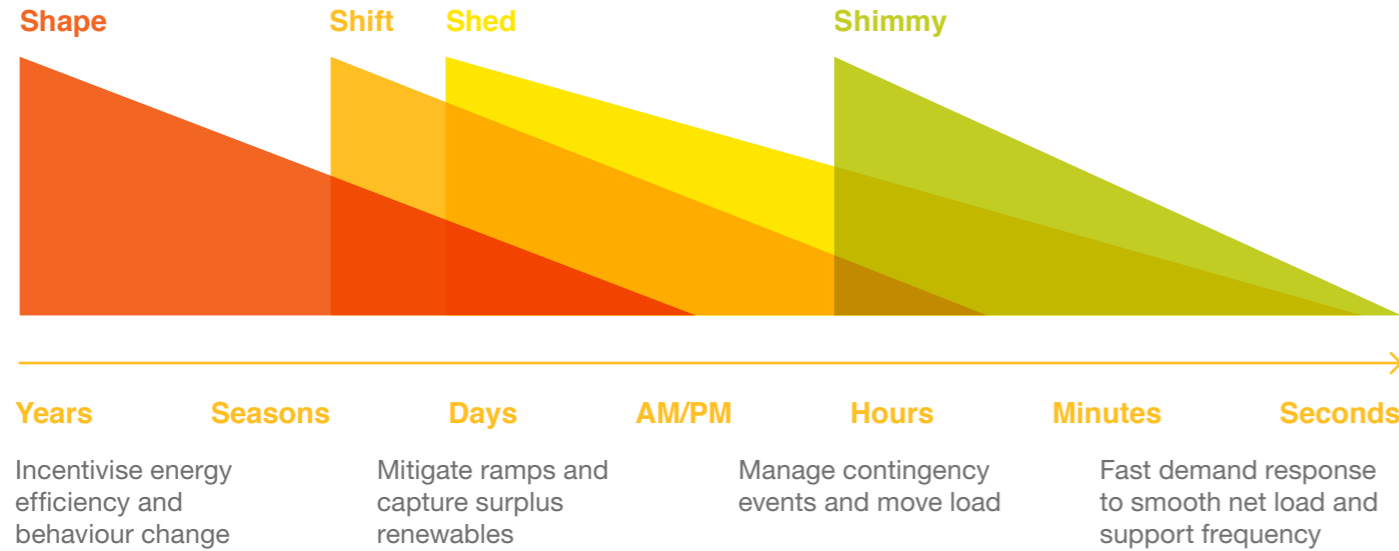 Shape
Shift
Shed
Shimmy
Years
Seasons
Days
AM/PM
Hours
Minutes
Seconds
Incentivise energy
efficiency and
behaviour change
Mitigate ramps and
capture surplus
renewables
Manage contingency
events and move load
Fast demand response
to smooth net load and
support frequency